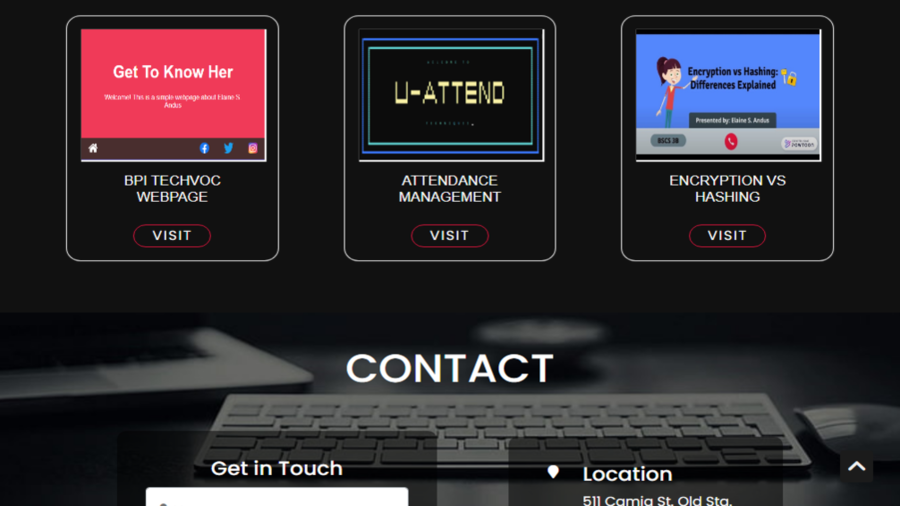 Get To Know Her
Welcome! This is a simple webpage about Elaine S.
Andus
BPI TECHVOC
WEBPAGE
VISIT
WELCOME TO
U-ATTEND
ATTENDANCE
MANAGEMENT
VISIT
Encryption vs Hashing:
Differences Explained
Presented by: Elaine S. Andus
BSCS 3B
ENCRYPTION VS
HASHING
VISIT
CONTACT
Get in Touch
Location
511 Camia St. Old Sta.